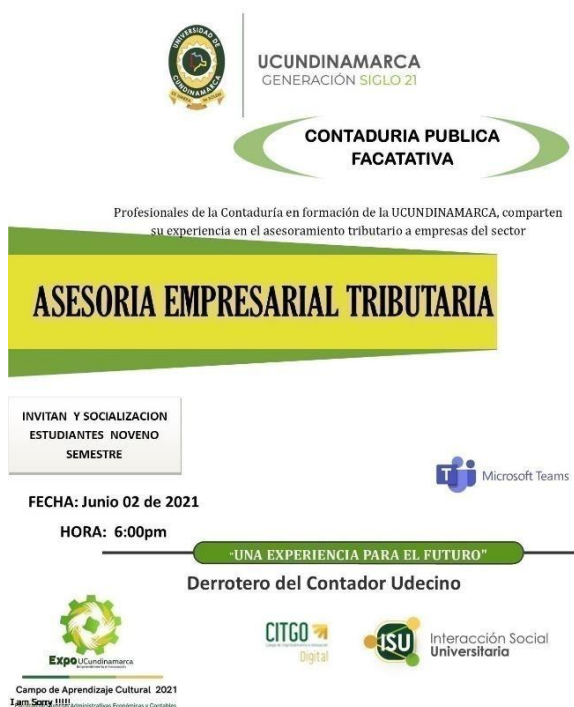 UNIVERSIDAD DE
CUNDINAMARCA
UCUNDINAMARCA
GENERACIÓN SIGLO 21
CONTADURIA PUBLICA
FACATATIVA
Profesionales de la Contaduría en formación de la UCUNDINAMARCA, comparten
su experiencia en el asesoramiento tributario a empresas del sector
ASESORIA EMPRESARIAL TRIBUTARIA
INVITAN Y SOCIALIZACION
ESTUDIANTES NOVENO
SEMESTRE
T
Microsoft Teams
FECHA: Junio 02 de 2021
HORA: 6:00pm
"UNA EXPERIENCIA PARA EL FUTURO"
Derrotero del Contador Udecino
ExpoUCundinamarca
CITGO
Digital
ISU
Interacción Social
Universitaria
Campo de Aprendizaje Cultural 2021
I am Sorry !!!!!
Administrativas Económicas y Contables